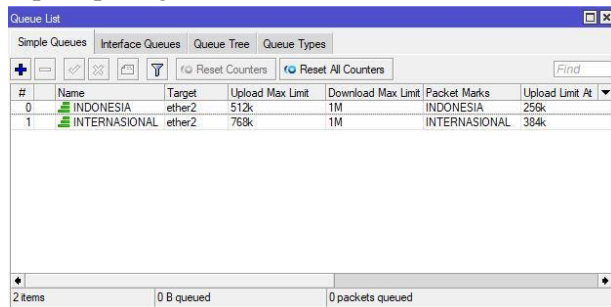 Queue List
Simple Queues Interface Queues Queue Tree Queue Types
Reset Counters Reset All Counters Find
# Name Target Upload Max Limit Download Max Limit Packet Marks Upload Limit At
0 INDONESIA ether2 512k 1M INDONESIA 256k
1 INTERNASIONAL ether2 768k 1M INTERNASIONAL 384k
2 items 0 B queued 0 packets queued